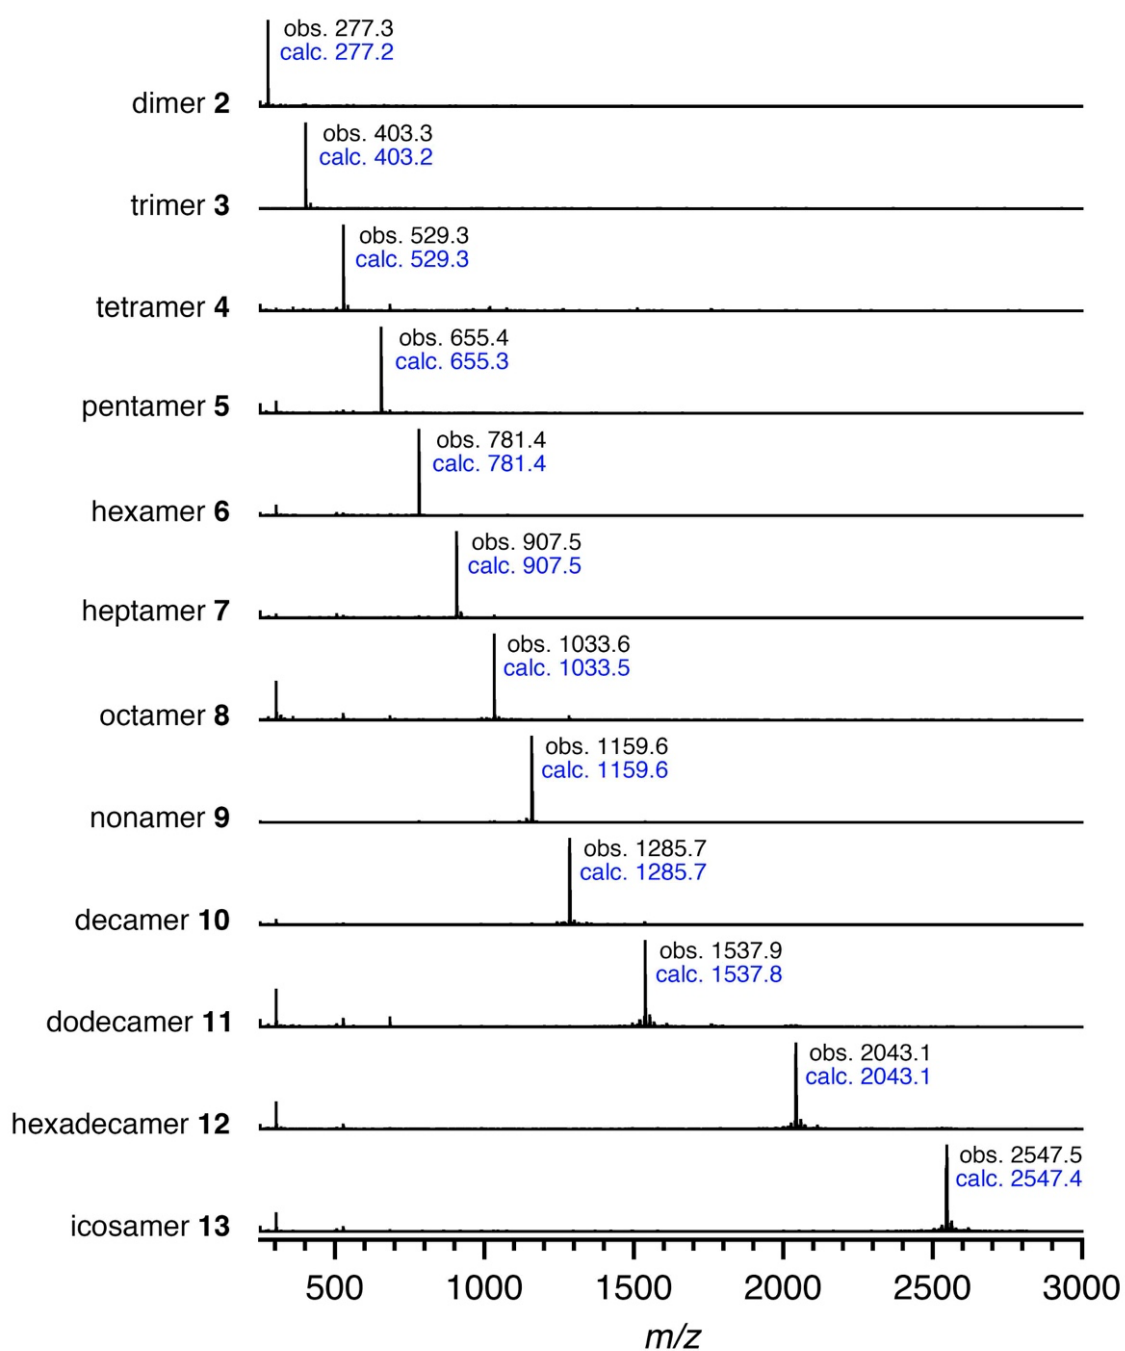 obs. 277.3
calc. 277.2
dimer 2
obs. 403.3
calc. 403.2
trimer 3
obs. 529.3
calc. 529.3
tetramer 4
obs. 655.4
calc. 655.3
pentamer 5
obs. 781.4
calc. 781.4
hexamer 6
obs. 907.5
calc. 907.5
heptamer 7
obs. 1033.6
calc. 1033.5
octamer 8
obs. 1159.6
calc. 1159.6
nonamer 9
obs. 1285.7
calc. 1285.7
decamer 10
obs. 1537.9
calc. 1537.8
dodecamer 11
obs. 2043.1
calc. 2043.1
hexadecamer 12
obs. 2547.5
calc. 2547.4
icosamer 13
500 1000 1500 2000 2500 3000
m/z